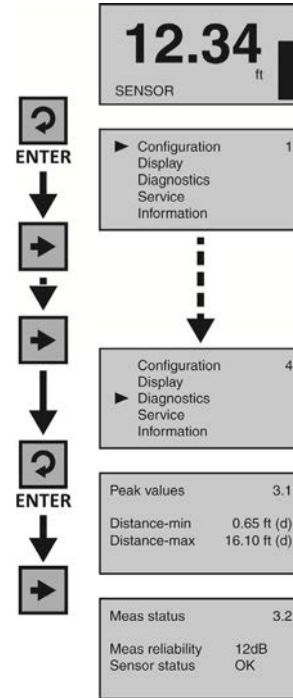 12.34
ft
SENSOR
ENTER
Configuration 1
Display
Diagnostics
Service
Information
Configuration 4
Display
Diagnostics
Service
Information
ENTER
Peak values 3.1
Distance-min 0.65 ft (d)
Distance-max 16.10 ft (d)
Meas status 3.2
Meas reliability 12dB
Sensor status OK